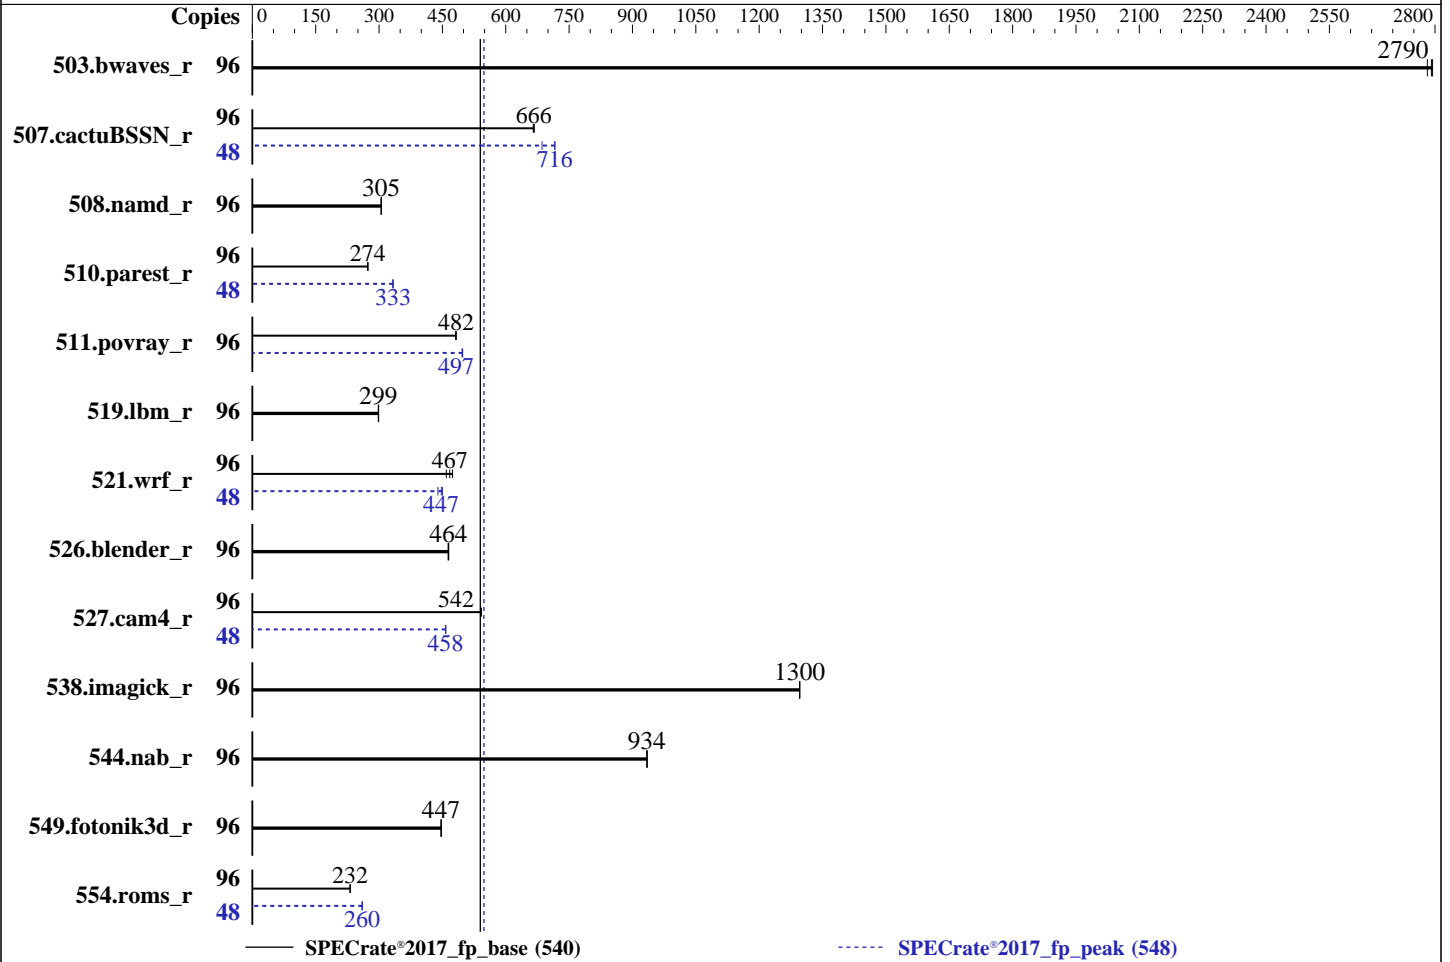 Copies 0 150 300 450 600 750 900 1050 1200 1350 1500 1650 1800 1950 2100 2250 2400 2550 2800
503.bwaves_r 96 2790
507.cactuBSSN_r 96 666
48 716
508.namd_r 96 305
510.parest_r 96 274
48 333
511.povray_r 96 482
497
519.lbm_r 96 299
521.wrf_r 96 467
48 447
526.blender_r 96 464
527.cam4_r 96 542
48 458
538.imagick_r 96 1300
544.nab_r 96 934
549.fotonik3d_r 96 447
554.roms_r 96 232
48 260
SPECrate®2017_fp_base (540) SPECrate®2017_fp_peak (548)